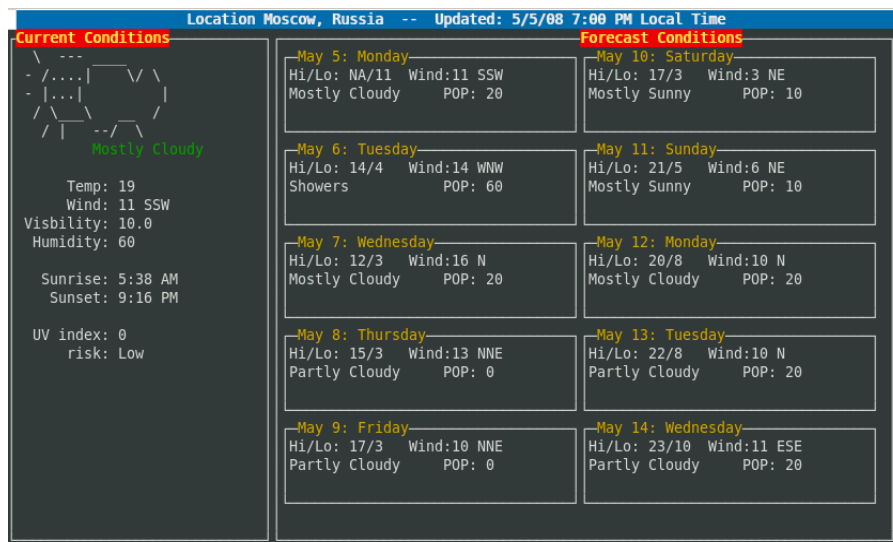 Location Moscow, Russia -- Updated: 5/5/08 7:00 PM Local Time
Current Conditions
Mostly Cloudy
Temp: 19
Wind: 11 SSW
Visbility: 10.0
Humidity: 60
Sunrise: 5:38 AM
Sunset: 9:16 PM
UV index: 0
risk: Low
Forecast Conditions
May 5: Monday
Hi/Lo: NA/11 Wind:11 SSW
Mostly Cloudy POP: 20
May 6: Tuesday
Hi/Lo: 14/4 Wind:14 WNW
Showers POP: 60
May 7: Wednesday
Hi/Lo: 12/3 Wind:16 N
Mostly Cloudy POP: 20
May 8: Thursday
Hi/Lo: 15/3 Wind:13 NNE
Partly Cloudy POP: 0
May 9: Friday
Hi/Lo: 17/3 Wind:10 NNE
Partly Cloudy POP: 0
May 10: Saturday
Hi/Lo: 17/3 Wind:3 NE
Mostly Sunny POP: 10
May 11: Sunday
Hi/Lo: 21/5 Wind:6 NE
Mostly Sunny POP: 10
May 12: Monday
Hi/Lo: 20/8 Wind:10 N
Mostly Cloudy POP: 20
May 13: Tuesday
Hi/Lo: 22/8 Wind:10 N
Partly Cloudy POP: 20
May 14: Wednesday
Hi/Lo: 23/10 Wind:11 ESE
Partly Cloudy POP: 20